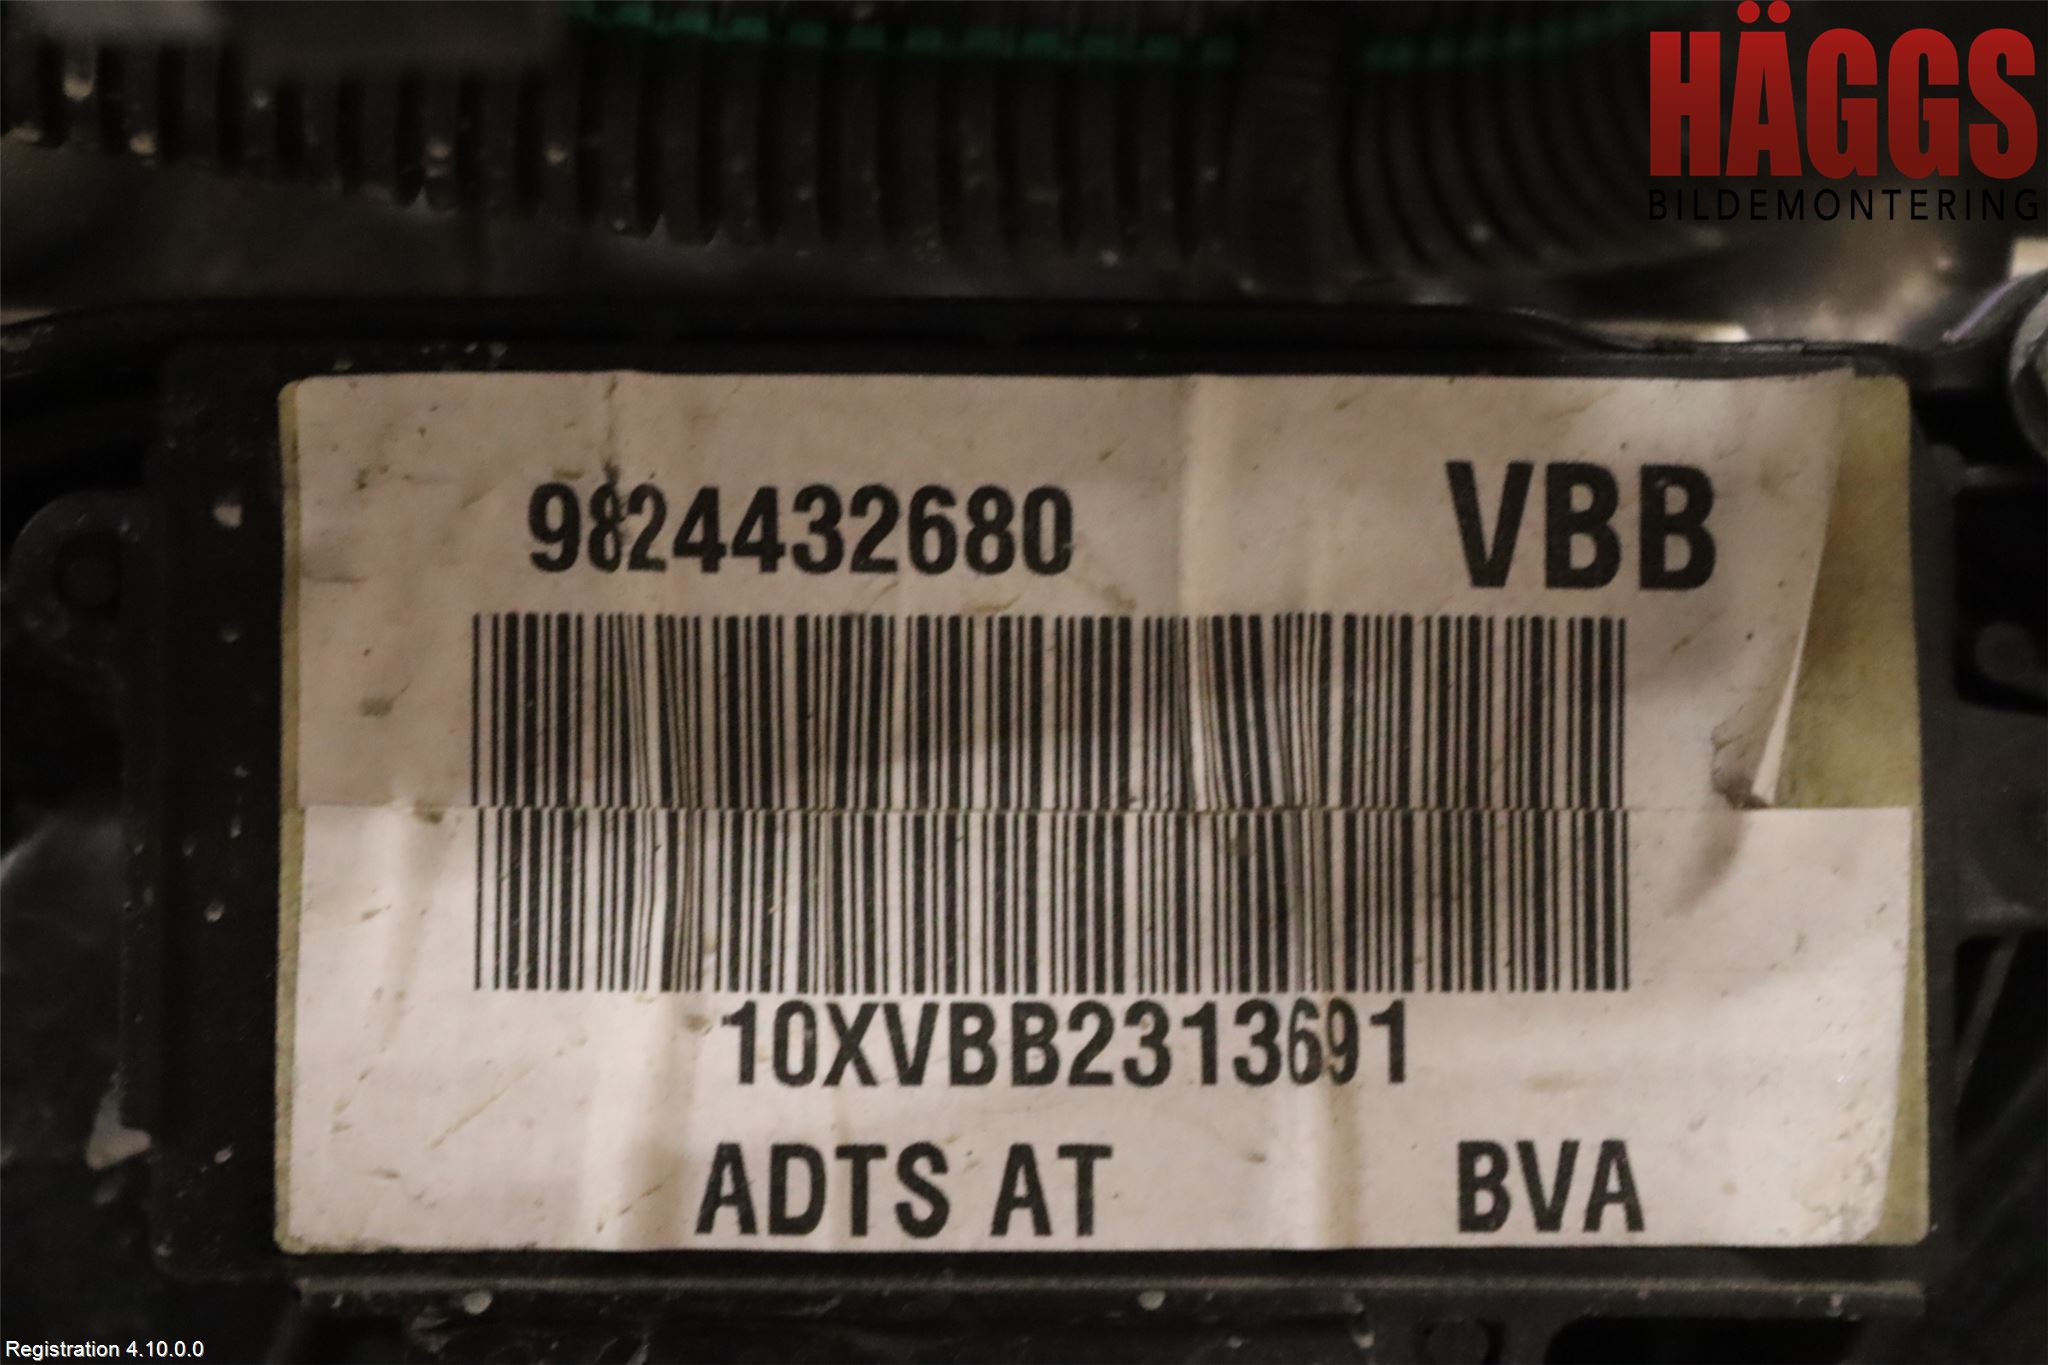 HÄGGS
BILDEMONTERING
9824432680 VBB
10XVBB2313691
ADTS AT BVA
Registration 4.10.0.0